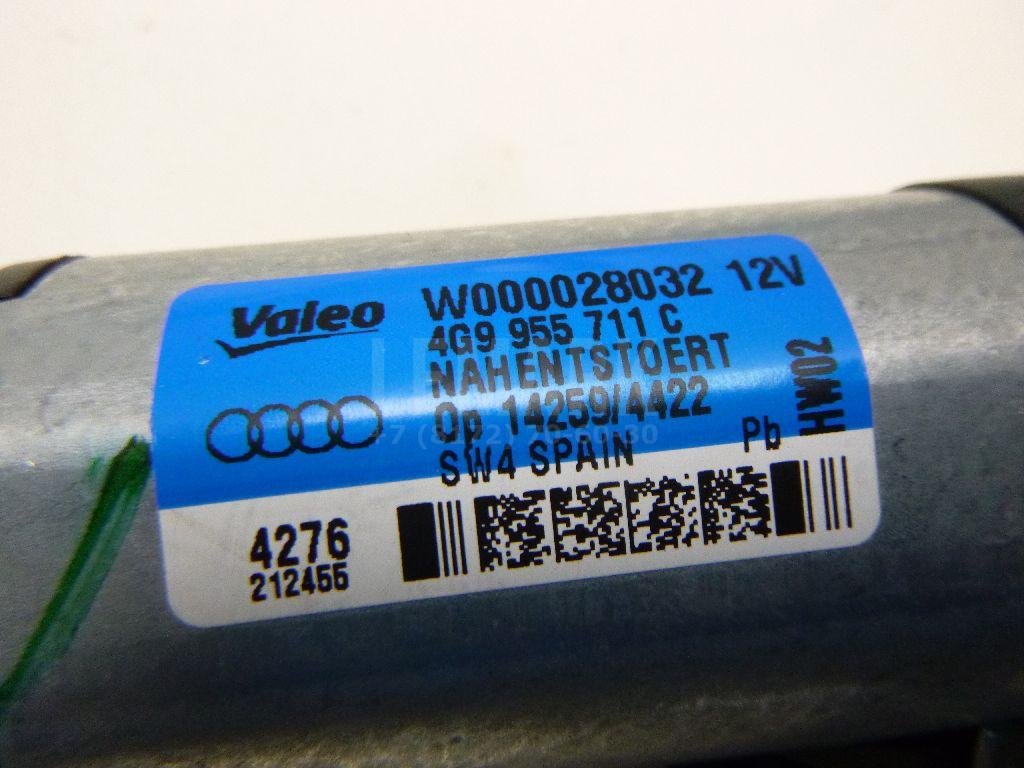 Valeo
W000028032 12V
4G9 955 711 C
NAHENTSTOERT
Op 14259/4422
SW4 SPAIN
Pb
HW02
4276
212455